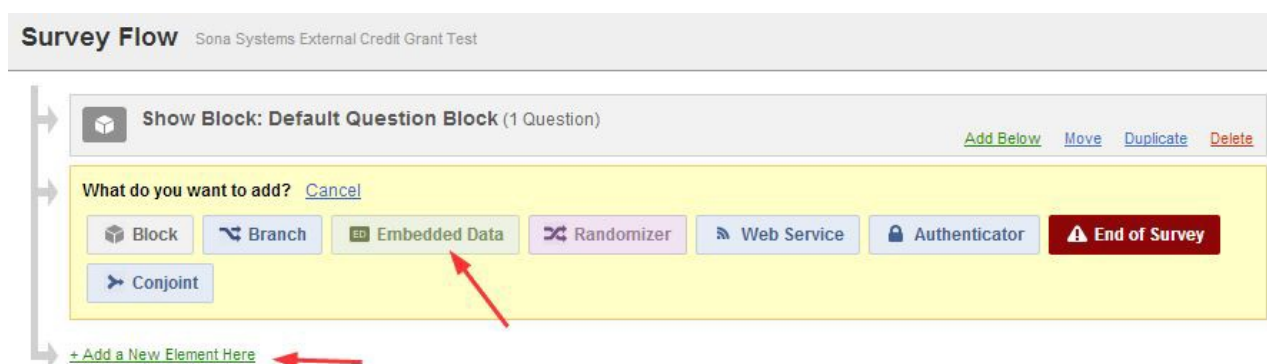 Survey Flow Sona Systems External Credit Grant Test
Show Block: Default Question Block (1 Question)
Add Below Move Duplicate Delete
What do you want to add? Cancel
Block Branch ED Embedded Data Randomizer Web Service Authenticator End of Survey
Conjoint
+ Add a New Element Here